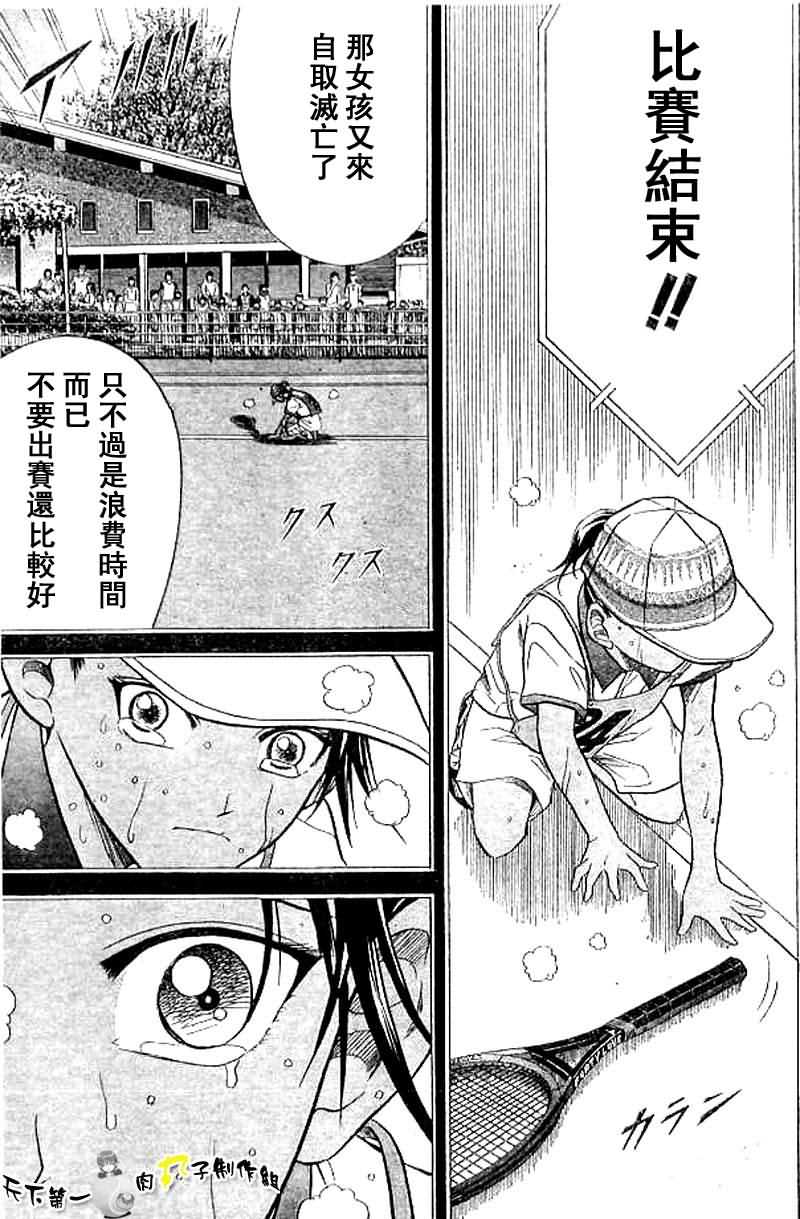 比賽結束!!
カラン
那女孩又來
自取滅亡了
クス
クス
只不過是浪費時間
而已
不要出賽還比較好
天下第一
肉丸子制作組